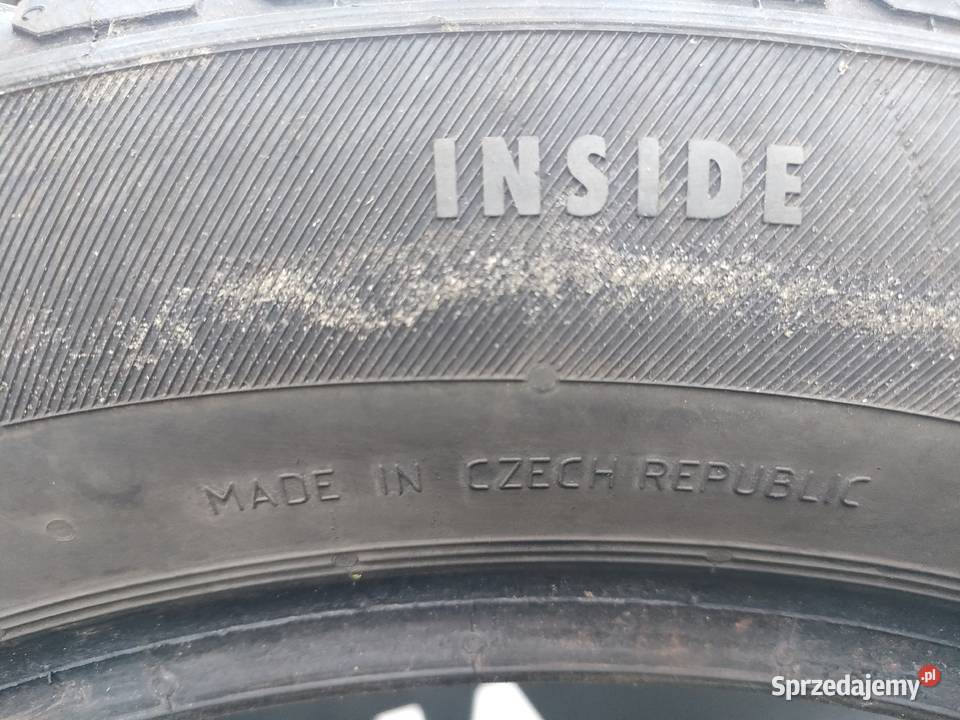 INSIDE
MADE IN CZECH REPUBLIC
Sprzedajemy.pl